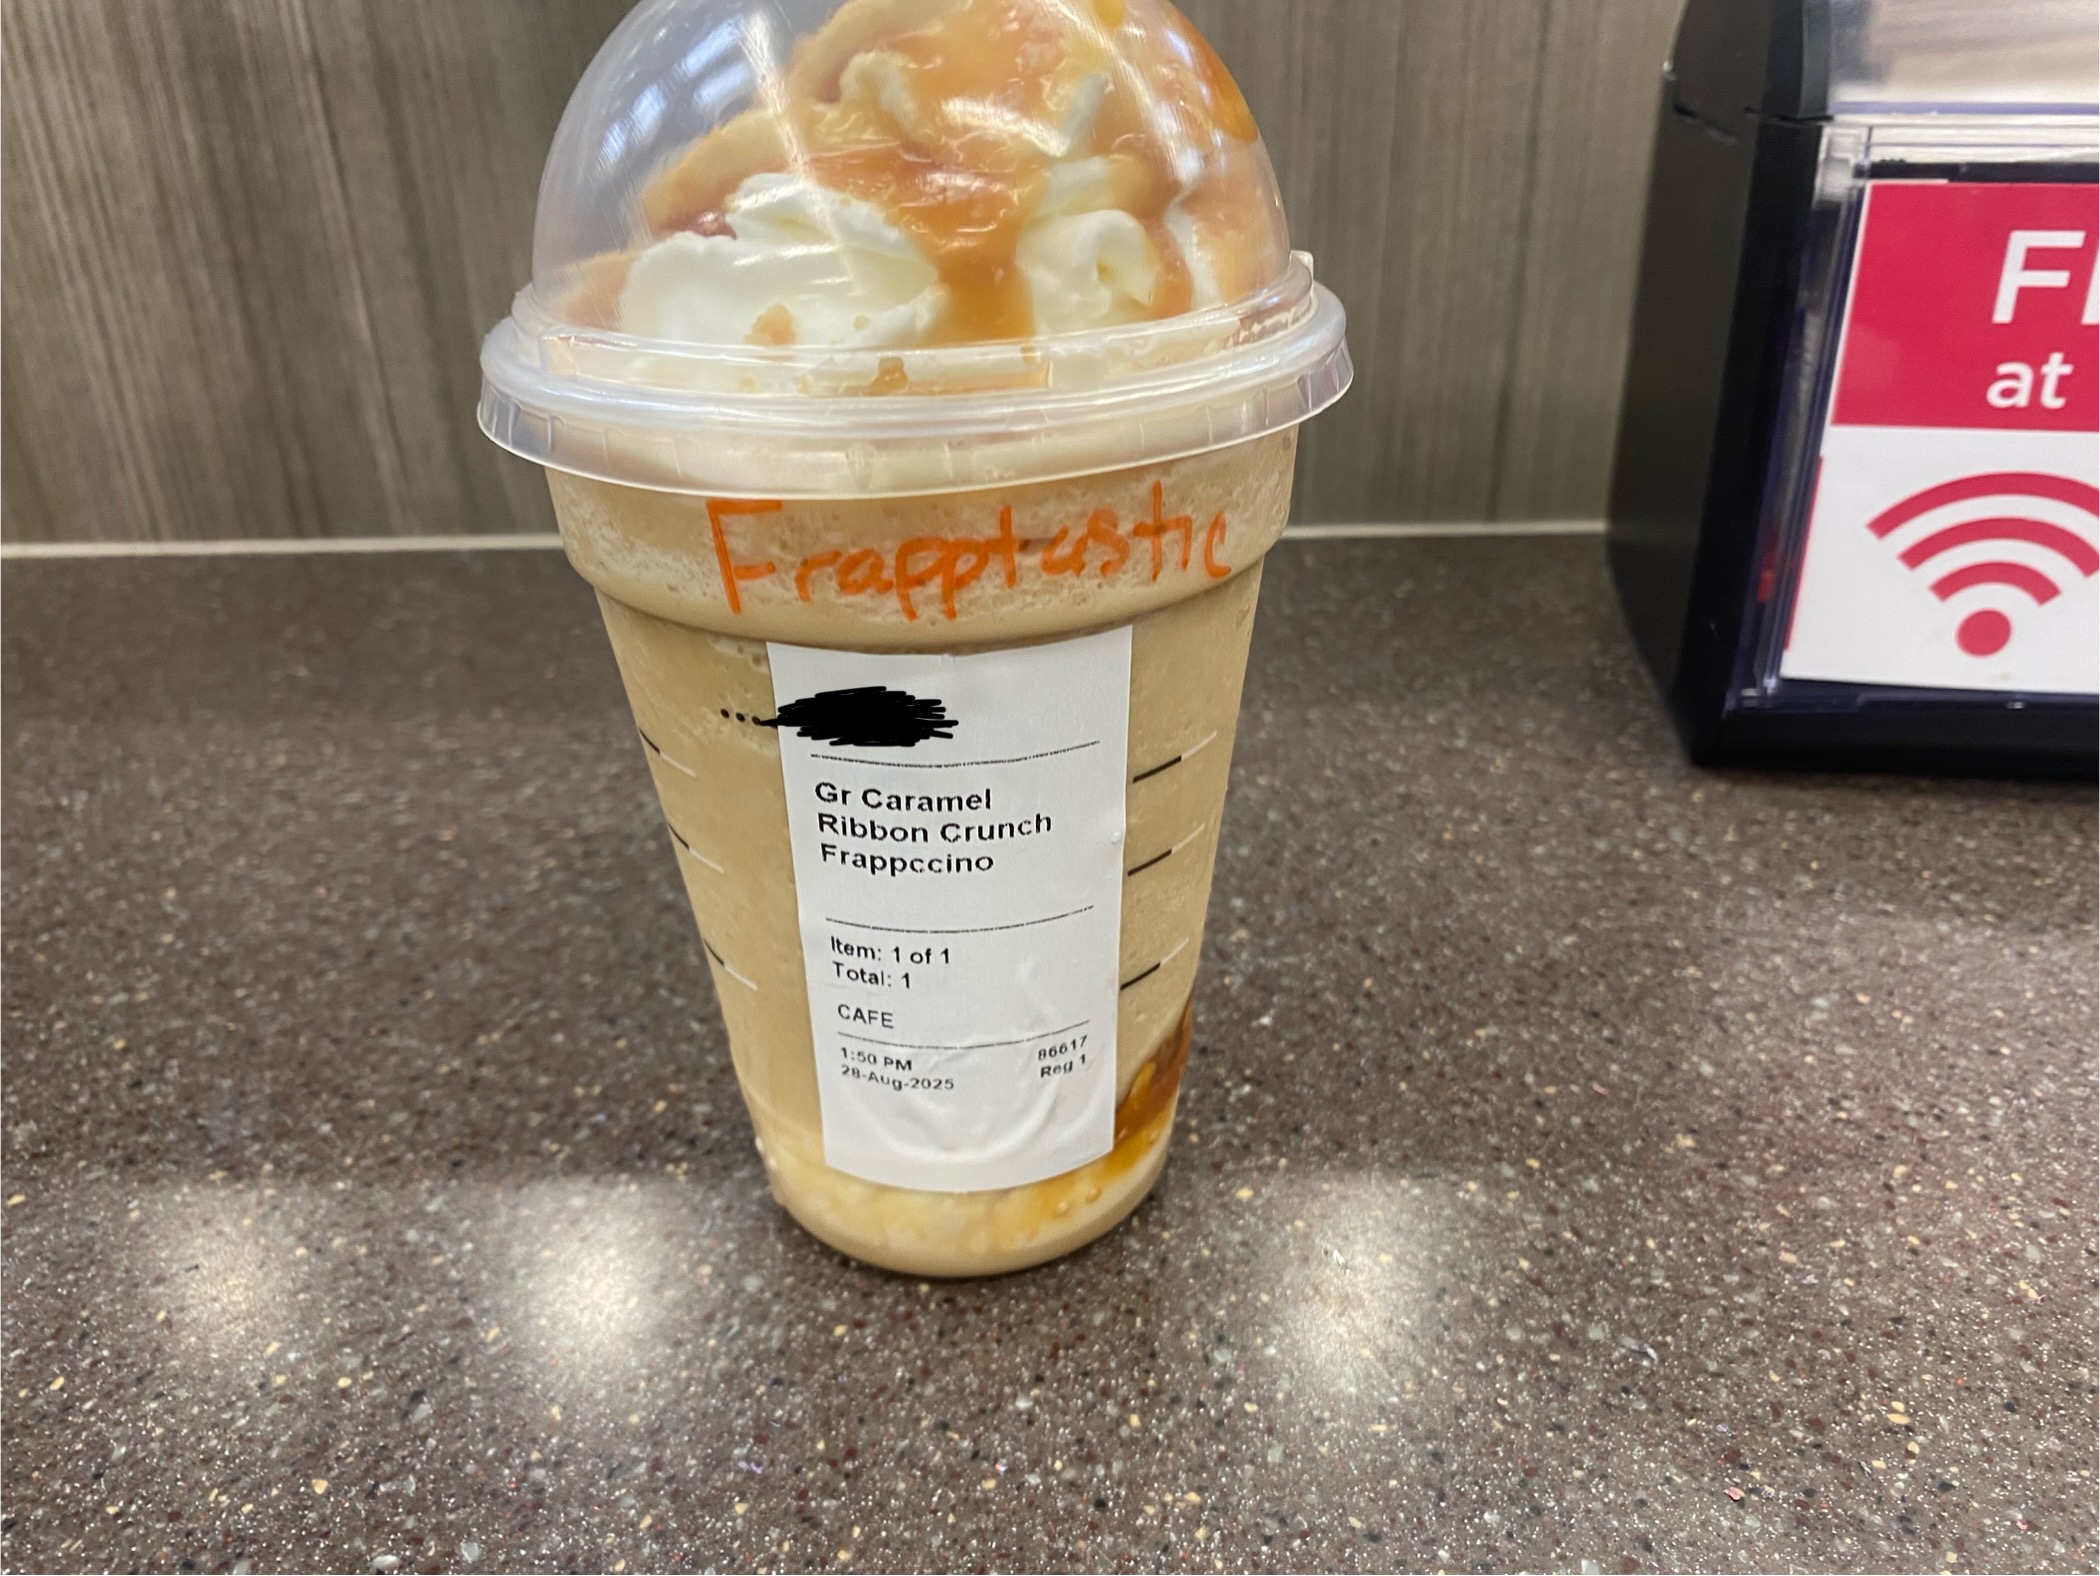 Frapptastic
Gr Caramel
Ribbon Crunch
Frappccino
Item: 1 of 1
Total: 1
CAFE
1:50 PM 86617
28-Aug-2025 Reg 1
at